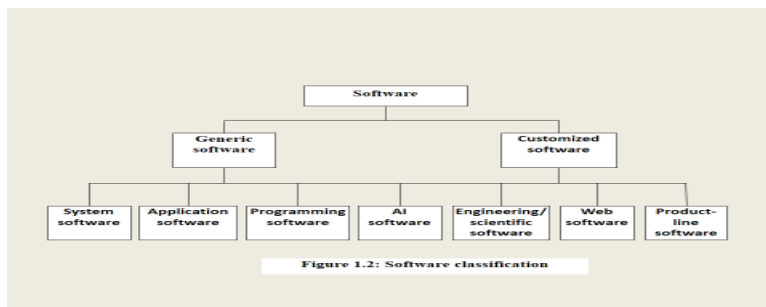 Software
Generic
software
Customized
software
System
software
Application
software
Programming
software
AI
software
Engineering/
scientific
software
Web
software
Product-
line
software
Figure 1.2: Software classification